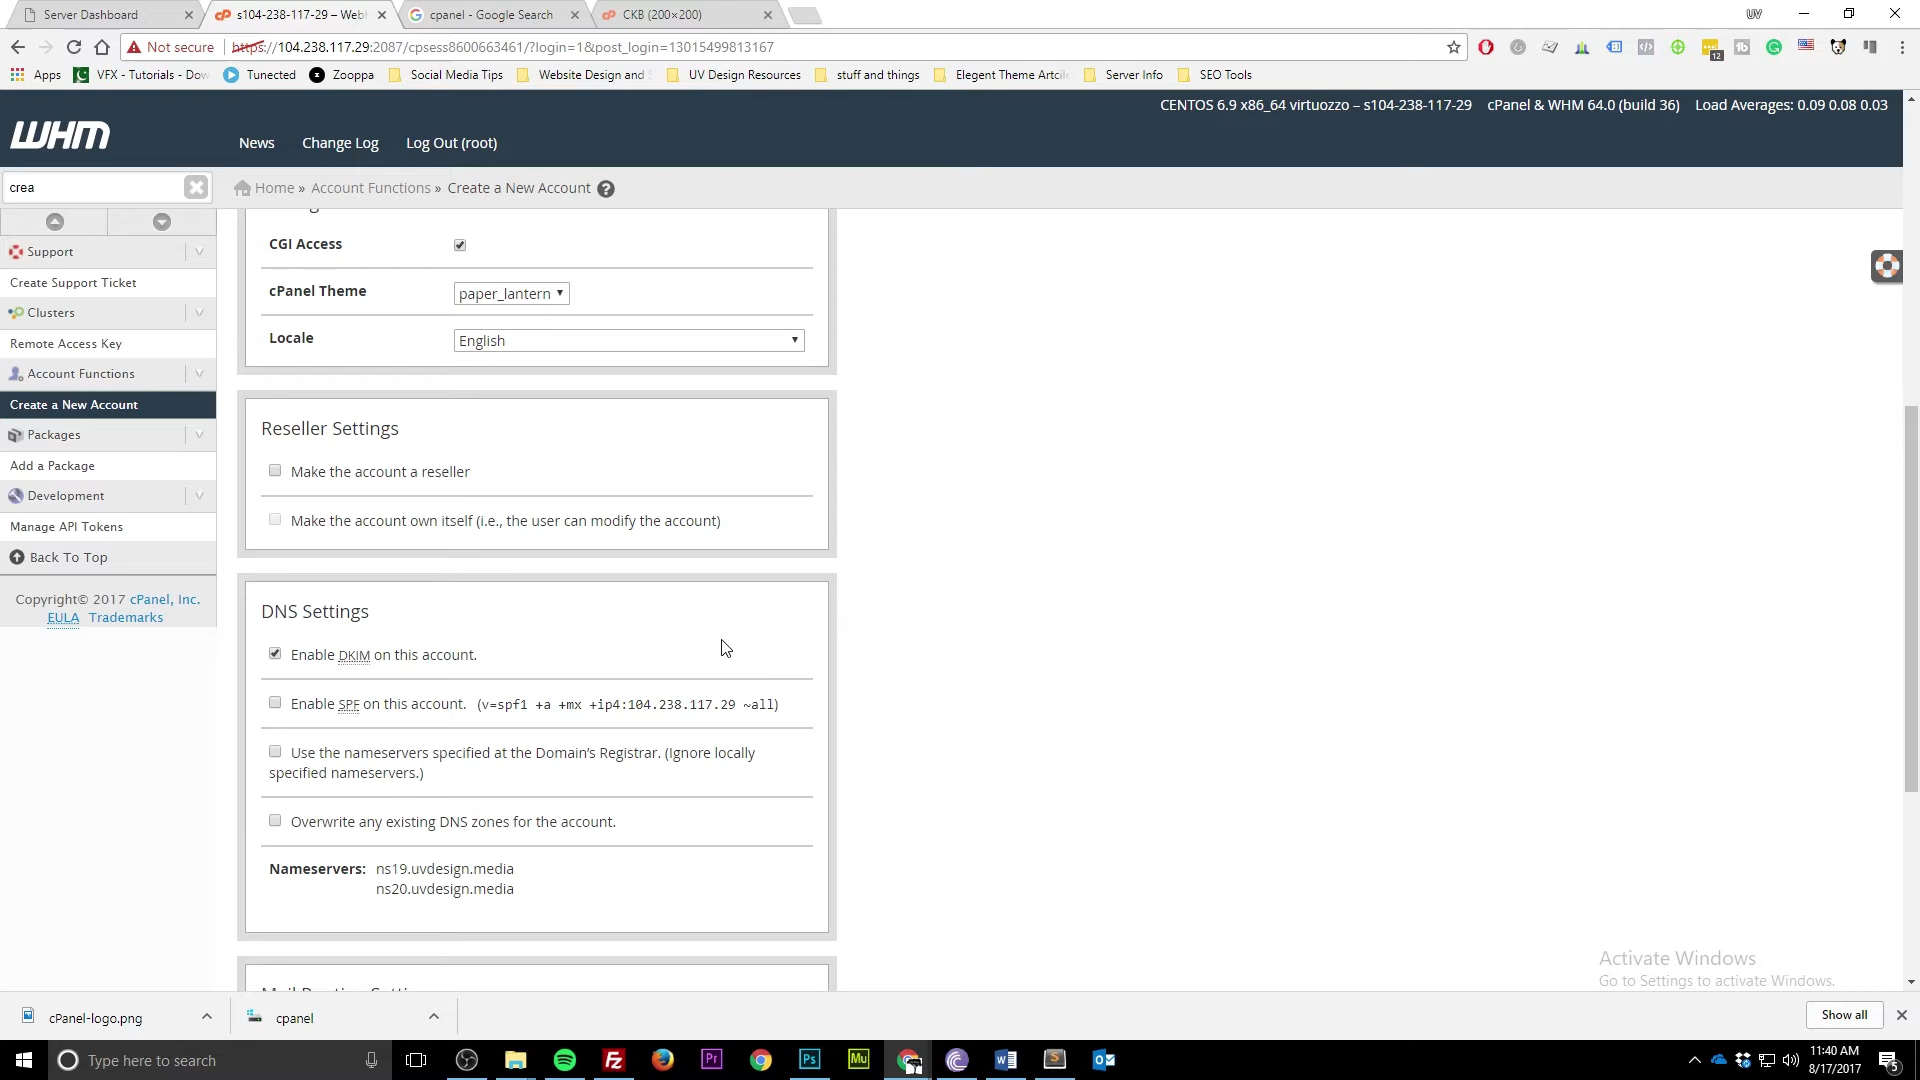 Server Dashboard
s104-238-117-29 – Webl
cpanel - Google Search
CKB (200×200)
UV
Not secure
https://104.238.117.29:2087/cpsess8600663461/?login=1&post_login=13015499813167
12
Apps
VFX - Tutorials - Dow
Tunected
Zooppa
Social Media Tips
Website Design and S
UV Design Resources
stuff and things
Elegent Theme Artcile
Server Info
SEO Tools
CENTOS 6.9 x86_64 virtuozzo – s104-238-117-29
cPanel & WHM 64.0 (build 36)
Load Averages: 0.09 0.08 0.03
WHM
News
Change Log
Log Out (root)
crea
Home » Account Functions » Create a New Account
Support
Create Support Ticket
Clusters
Remote Access Key
Account Functions
Create a New Account
Packages
Add a Package
Development
Manage API Tokens
Back To Top
Copyright© 2017 cPanel, Inc.
EULA Trademarks
CGI Access
cPanel Theme
paper_lantern
Locale
English
Reseller Settings
Make the account a reseller
Make the account own itself (i.e., the user can modify the account)
DNS Settings
Enable DKIM on this account.
Enable SPF on this account. (v=spf1 +a +mx +ip4:104.238.117.29 ~all)
Use the nameservers specified at the Domain's Registrar. (Ignore locally
specified nameservers.)
Overwrite any existing DNS zones for the account.
Nameservers: ns19.uvdesign.media
ns20.uvdesign.media
Activate Windows
Go to Settings to activate Windows.
cPanel-logo.png
cpanel
Show all
Type here to search
Pr
Ps
Mu
11:40 AM
8/17/2017
5